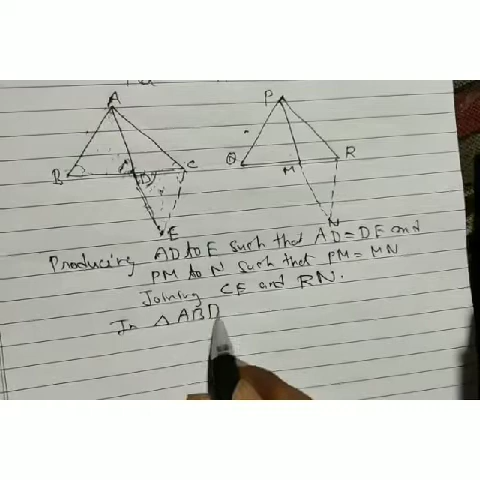 A
P
B
D
C
Q
M
R
E
N
Producing AD to E such that AD = DE and
PM to N such that PM = MN
Joining CE and RN.
In △ABD